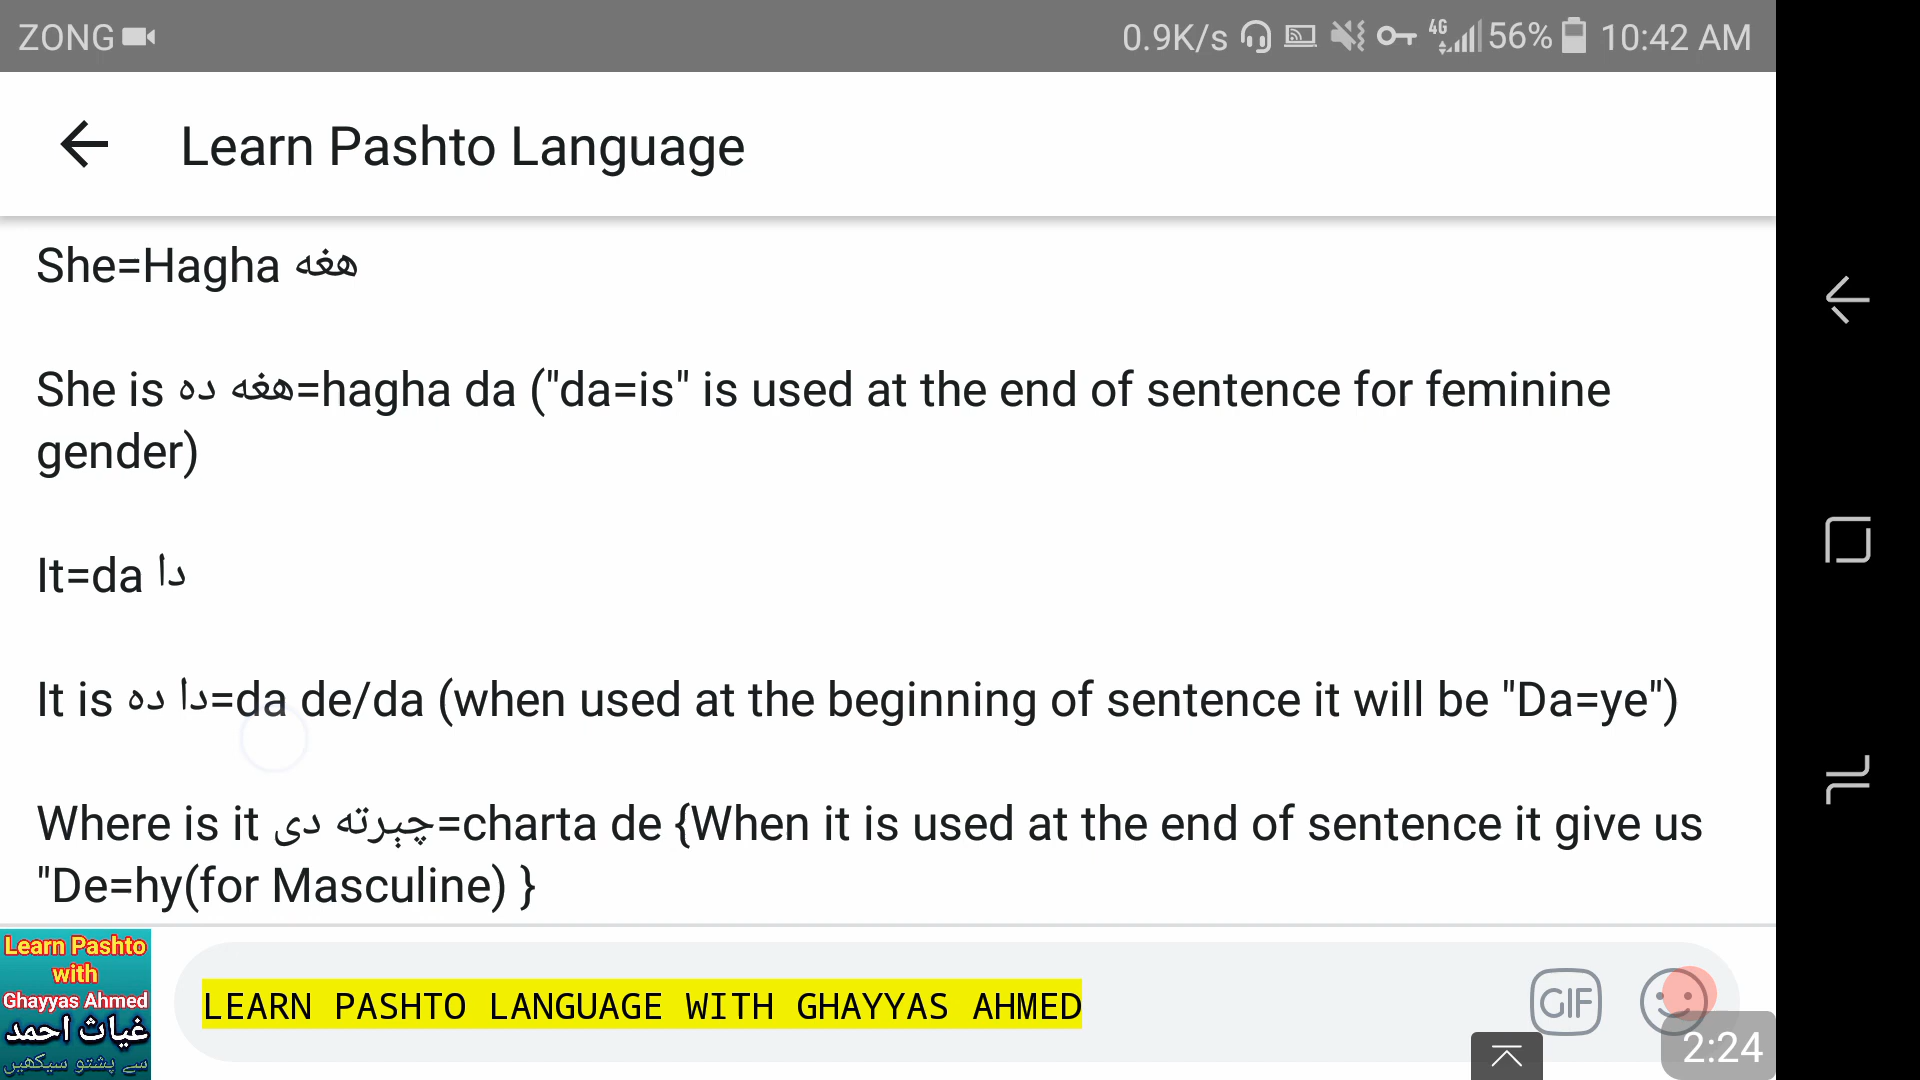 ZONG
0.9K/s 4G 56% 10:42 AM
Learn Pashto Language
She=Hagha هغه
She is هغه ده=hagha da ("da=is" is used at the end of sentence for feminine
gender)
It=da دا
It is دا ده=da de/da (when used at the beginning of sentence it will be "Da=ye")
Where is it چېرته دی=charta de {When it is used at the end of sentence it give us
"De=hy(for Masculine) }
Learn Pashto
with
Ghayyas Ahmed
غیاث احمد
سے پشتو سیکھیں
LEARN PASHTO LANGUAGE WITH GHAYYAS AHMED
GIF
2:24